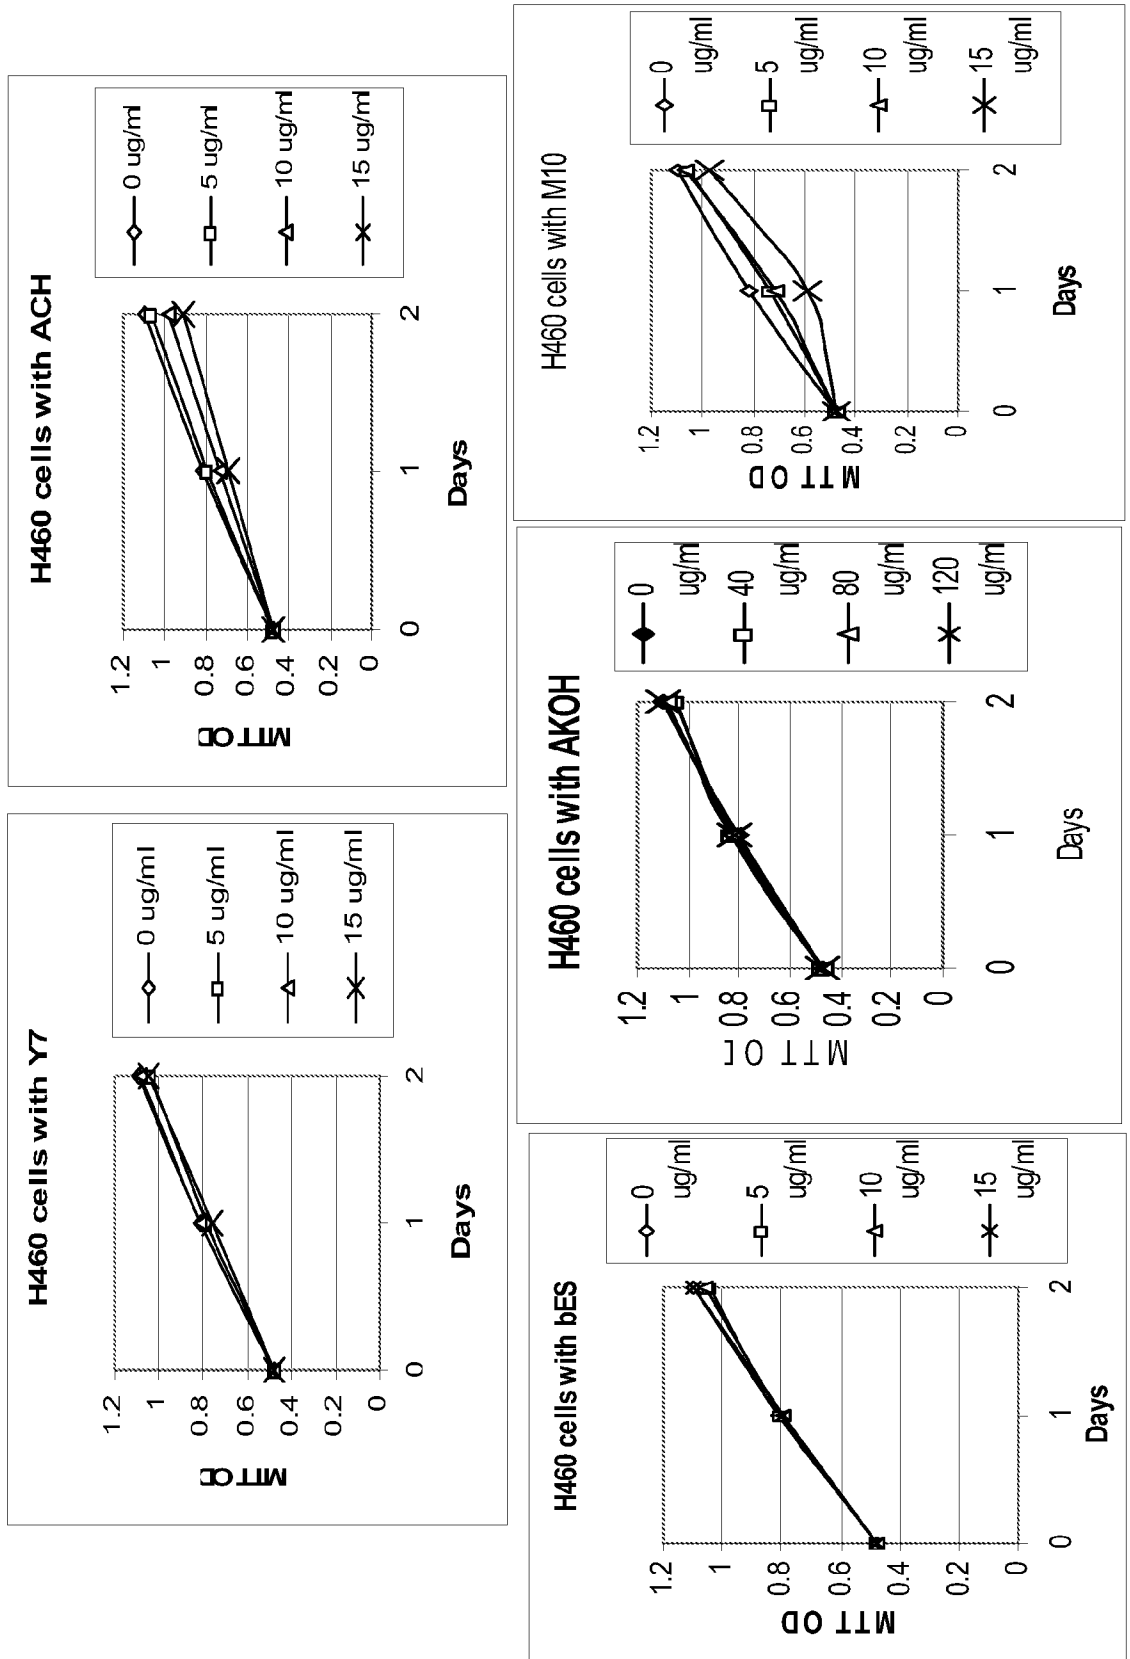 H460 cells with Y7
MTT OD
1.2
1
0.8
0.6
0.4
0.2
0
0
1
2
Days
0 ug/ml
5 ug/ml
10 ug/ml
15 ug/ml
H460 cells with ACH
MTT OD
1.2
1
0.8
0.6
0.4
0.2
0
0
1
2
Days
0 ug/ml
5 ug/ml
10 ug/ml
15 ug/ml
H460 cells with bES
MTT OD
1.2
1
0.8
0.6
0.4
0.2
0
0
1
2
Days
0
ug/ml
5
ug/ml
10
ug/ml
15
ug/ml
H460 cells with AKOH
MTT OD
1.2
1
0.8
0.6
0.4
0.2
0
0
1
2
Days
0
ug/ml
40
ug/ml
80
ug/ml
120
ug/ml
H460 cells with M10
MTT OD
1.2
1
0.8
0.6
0.4
0.2
0
0
1
2
Days
0
ug/ml
5
ug/ml
10
ug/ml
15
ug/ml